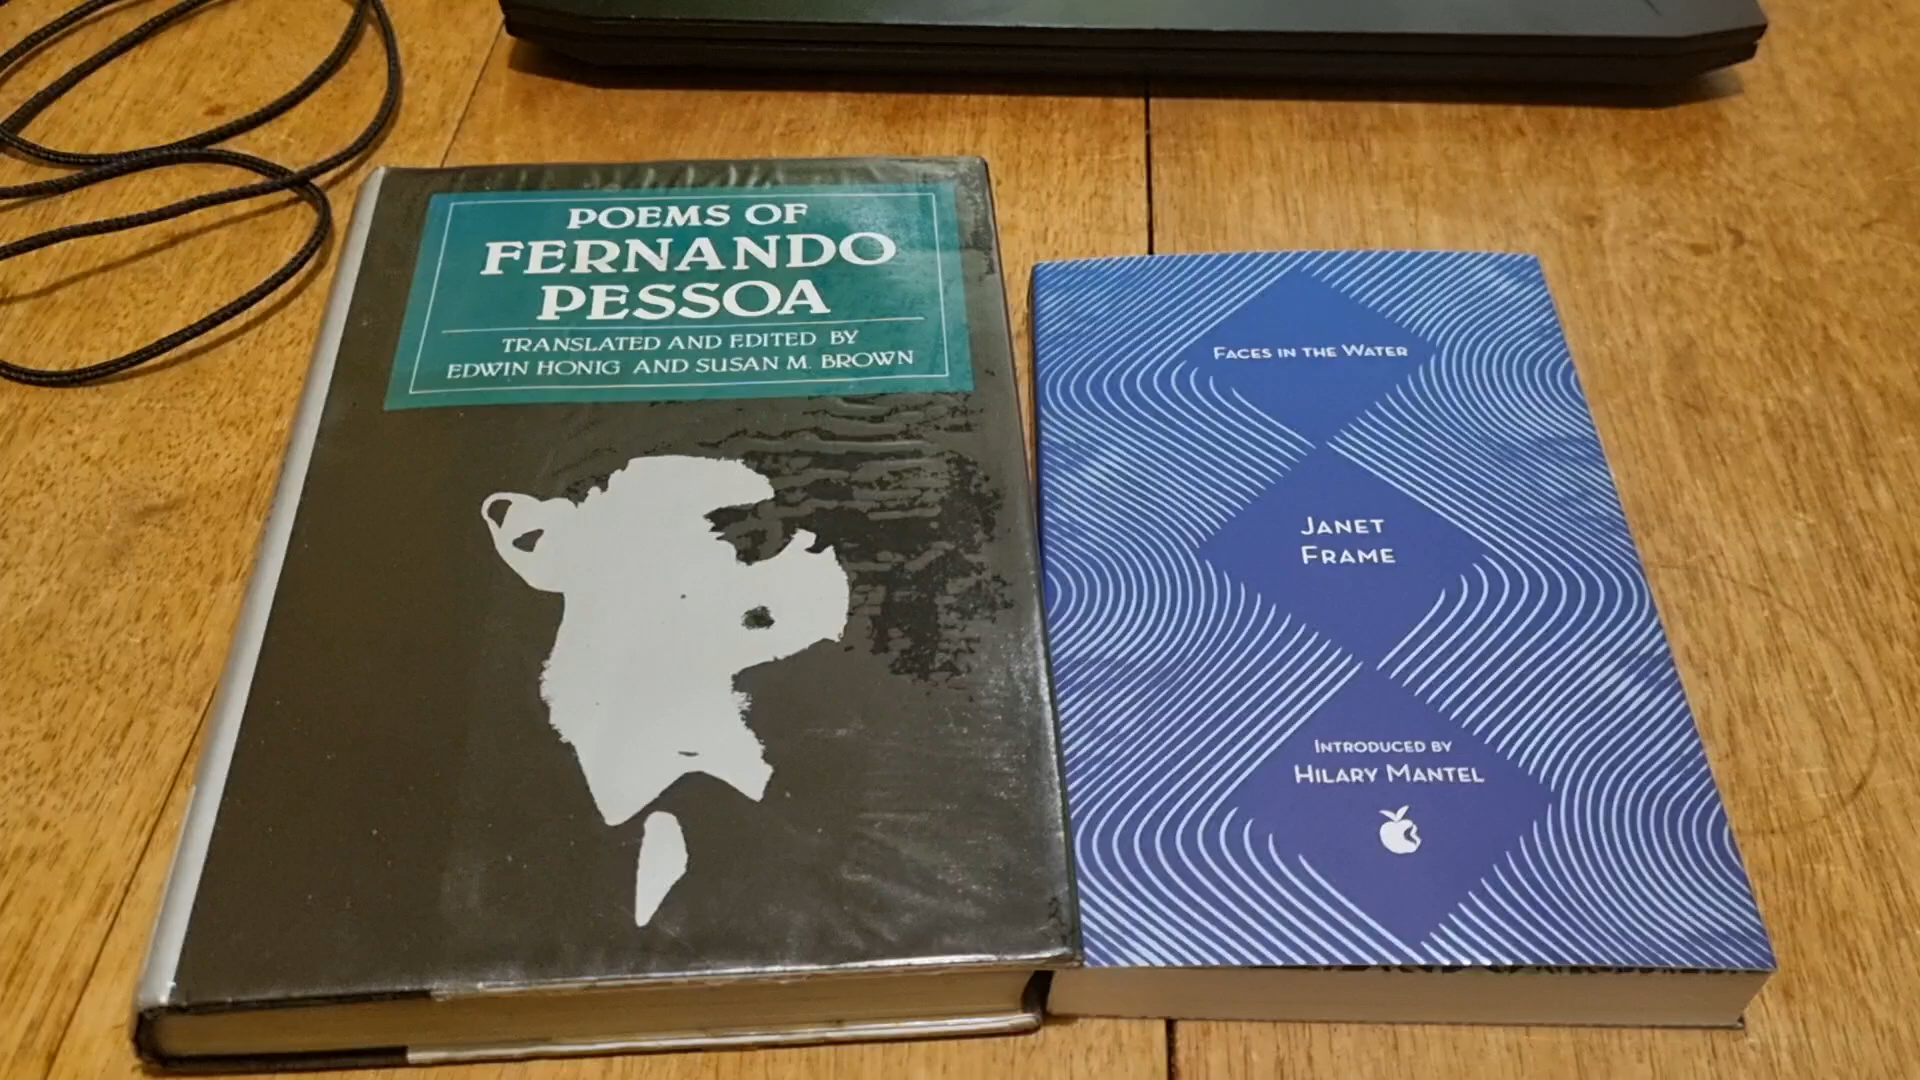 POEMS OF
FERNANDO
PESSOA
TRANSLATED AND EDITED BY
EDWIN HONIG AND SUSAN M. BROWN
FACES IN THE WATER
JANET
FRAME
INTRODUCED BY
HILARY MANTEL